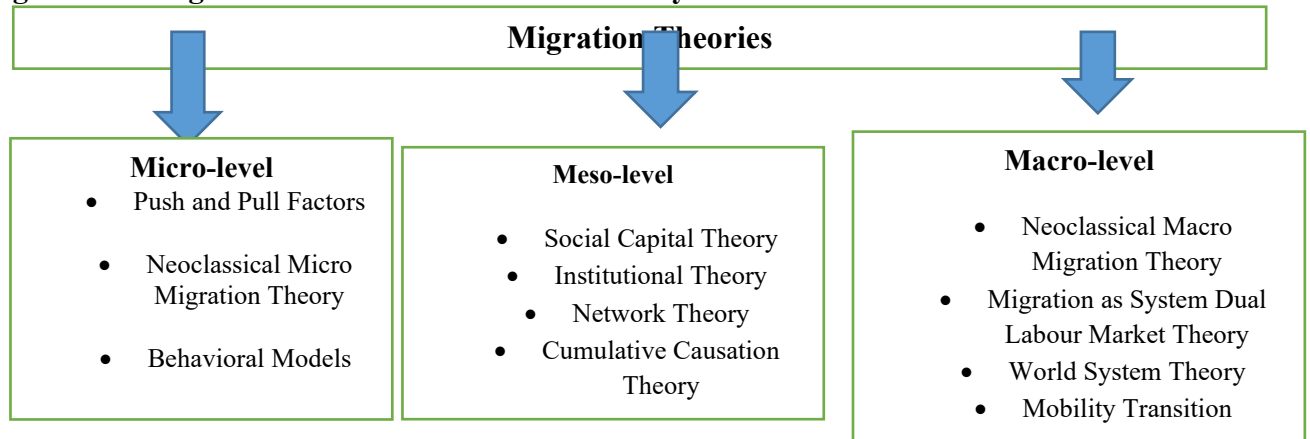 Migration Theories
Micro-level
• Push and Pull Factors
• Neoclassical Micro
Migration Theory
• Behavioral Models
Meso-level
• Social Capital Theory
• Institutional Theory
• Network Theory
• Cumulative Causation
Theory
Macro-level
• Neoclassical Macro
Migration Theory
• Migration as System Dual
Labour Market Theory
• World System Theory
• Mobility Transition